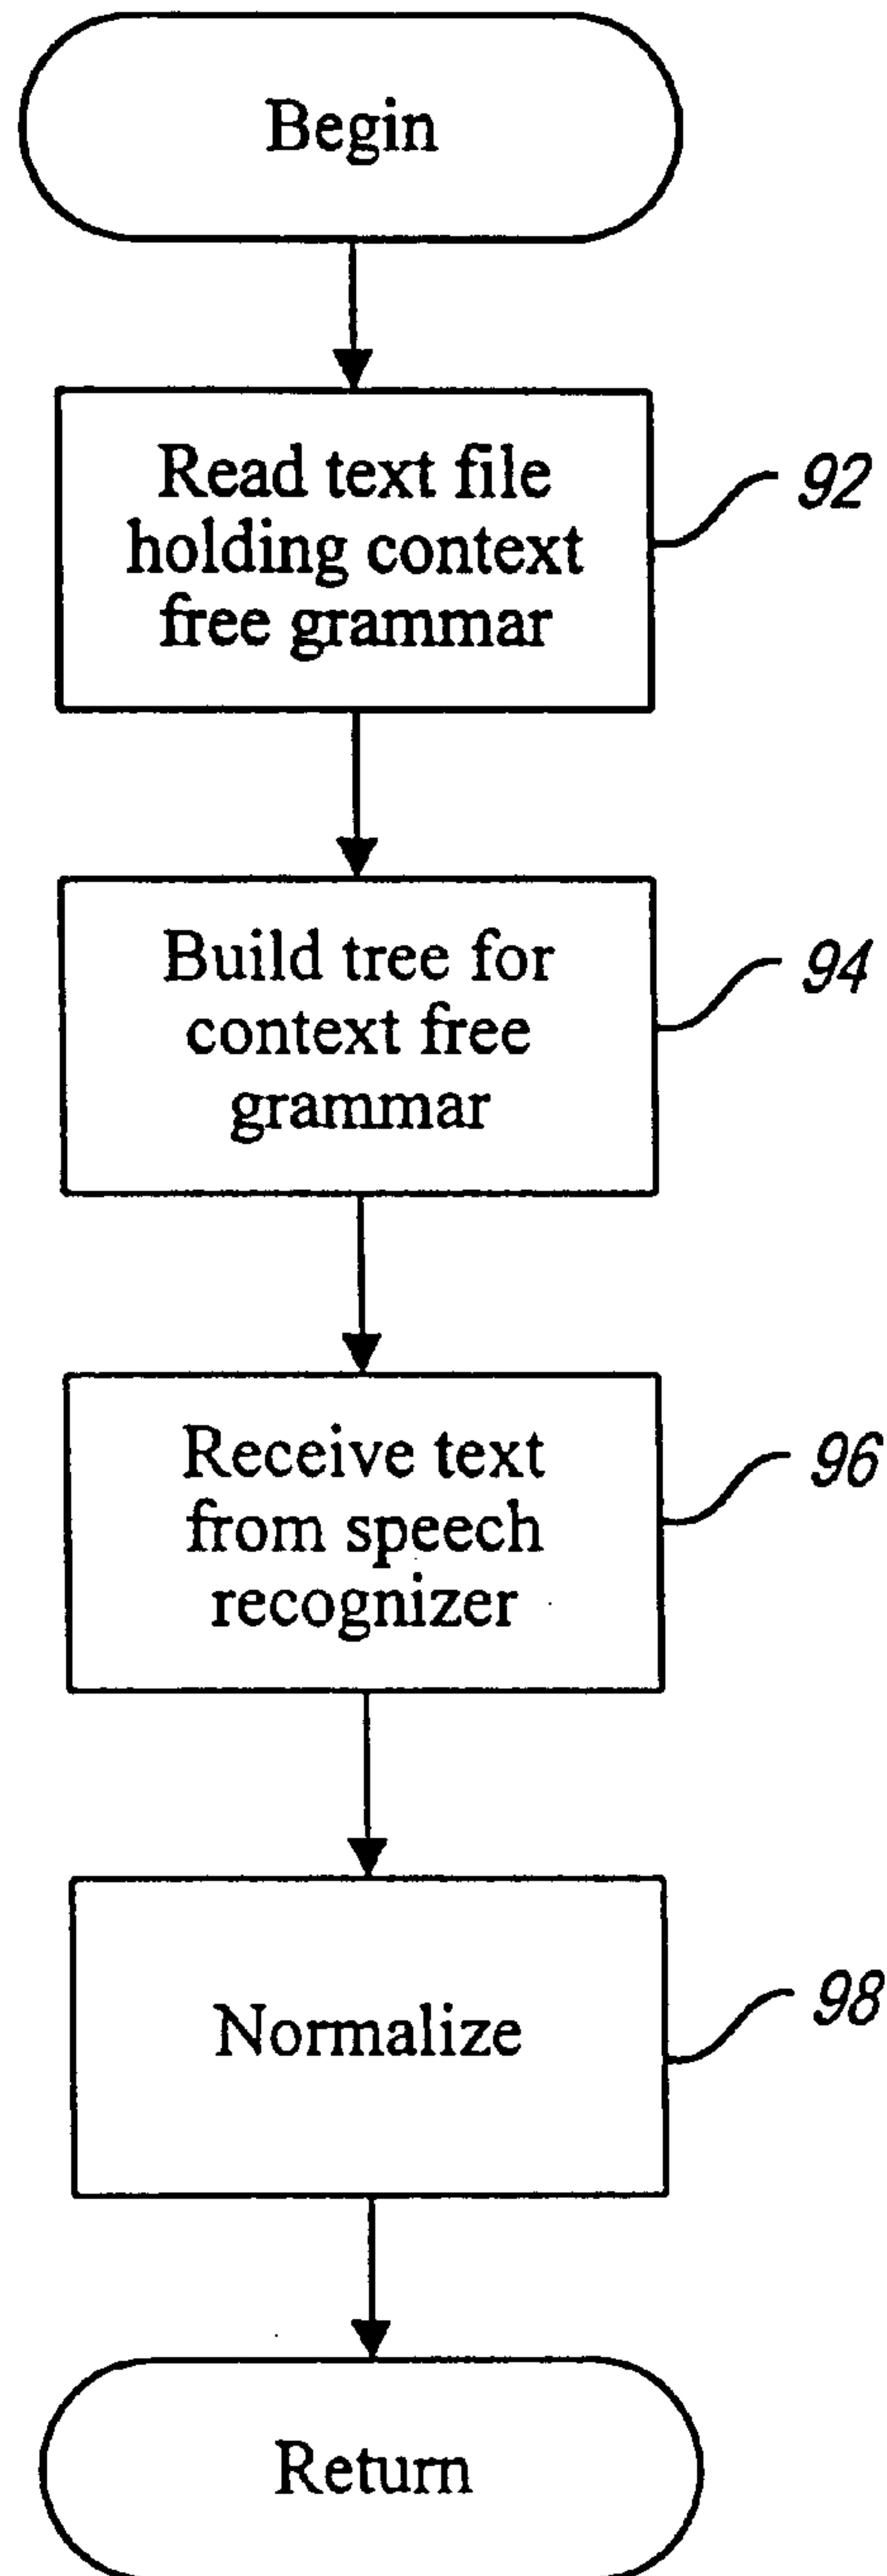 Begin
Read text file
holding context
free grammar
92
Build tree for
context free
grammar
94
Receive text
from speech
recognizer
96
Normalize
98
Return